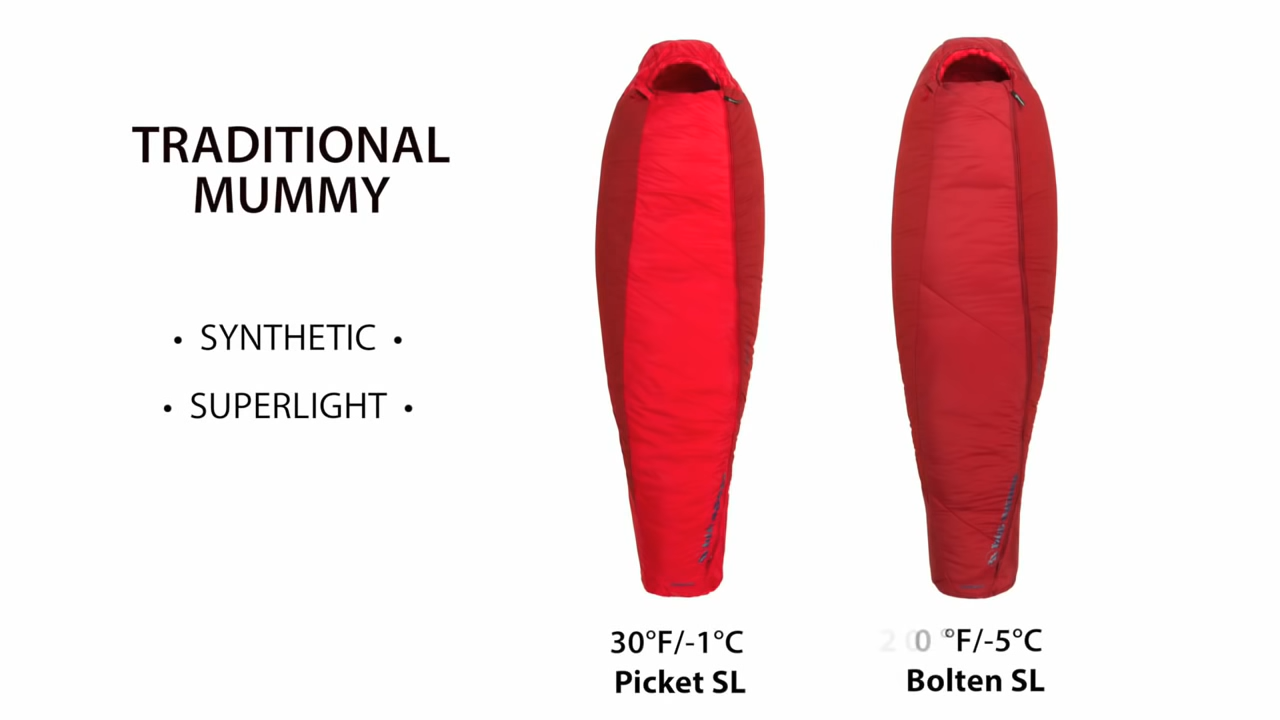 TRADITIONAL
MUMMY
• SYNTHETIC •
• SUPERLIGHT •
30°F/-1°C
Picket SL
°F/-5°C
Bolten SL